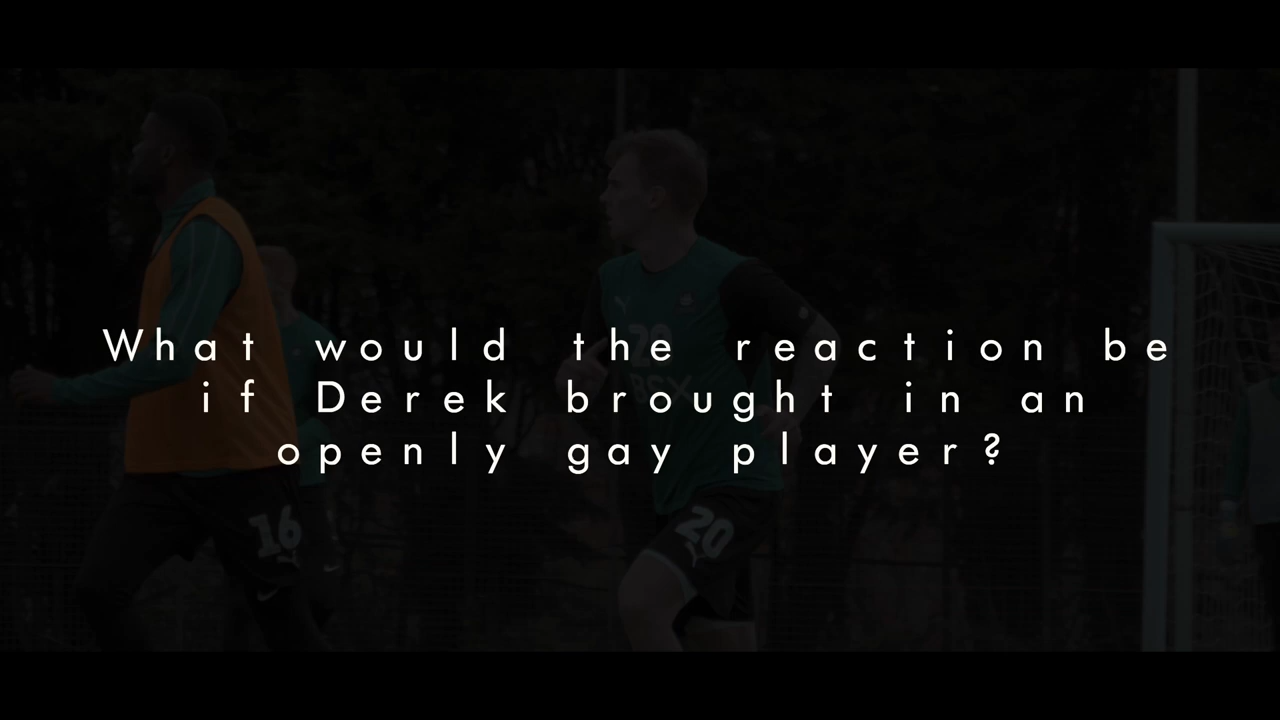 What would the reaction be
if Derek brought in an
openly gay player?
16
20